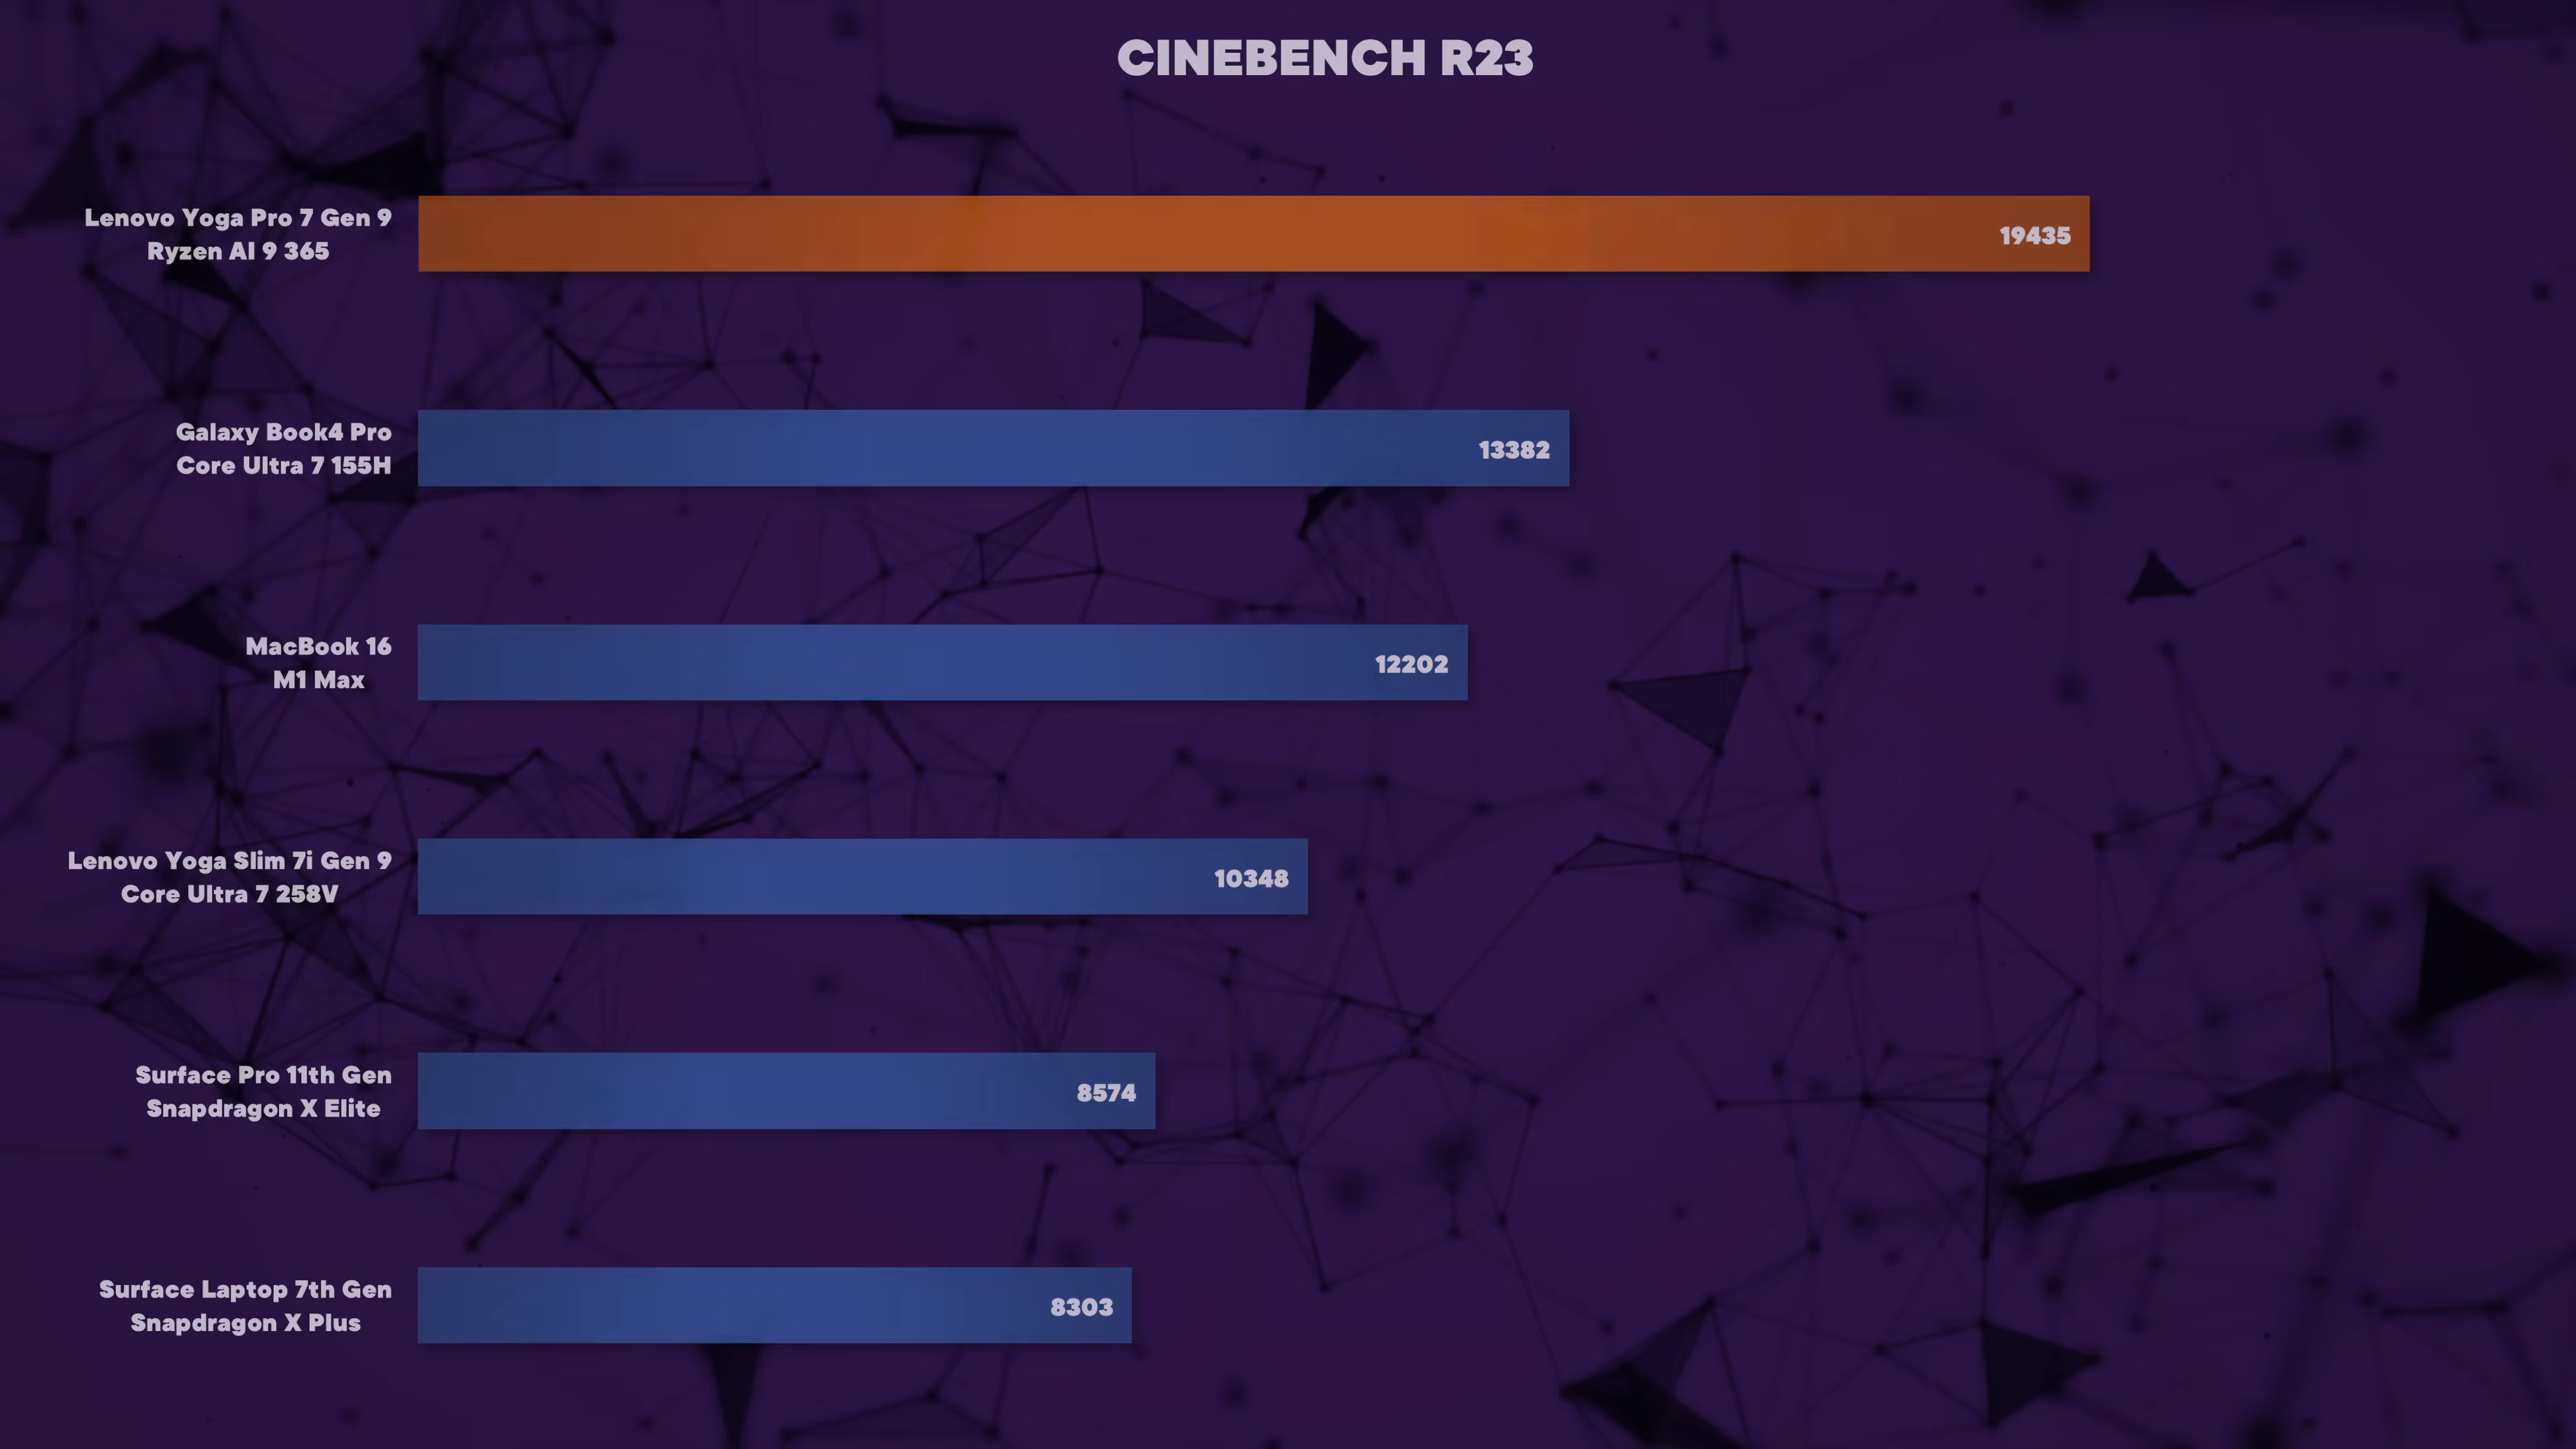 CINEBENCH R23
Lenovo Yoga Pro 7 Gen 9
Ryzen AI 9 365
19435
Galaxy Book4 Pro
Core Ultra 7 155H
13382
MacBook 16
M1 Max
12202
Lenovo Yoga Slim 7i Gen 9
Core Ultra 7 258V
10348
Surface Pro 11th Gen
Snapdragon X Elite
8574
Surface Laptop 7th Gen
Snapdragon X Plus
8303